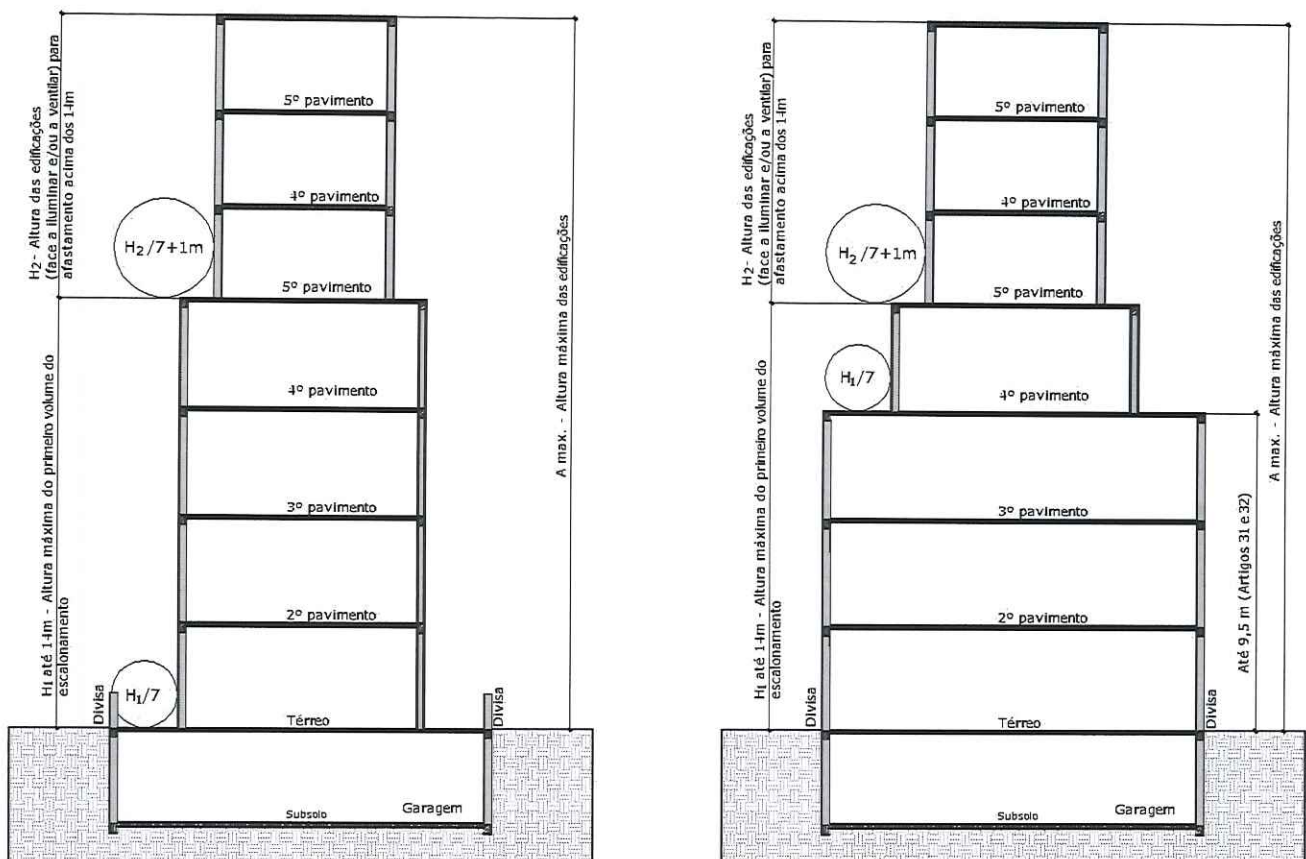 H2- Altura das edificações
(face a iluminar e/ou a ventilar) para
afastamento acima dos 14m
H1 até 14m - Altura máxima do primeiro volume do
escalonamento
5º pavimento
4º pavimento
H2/7+1m
5º pavimento
4º pavimento
3º pavimento
2º pavimento
H1/7
Divisa
Térreo
Divisa
Subsolo
Garagem
A max. - Altura máxima das edificações
H2- Altura das edificações
(face a iluminar e/ou a ventilar) para
afastamento acima dos 14m
H1 até 14m - Altura máxima do primeiro volume do
escalonamento
5º pavimento
4º pavimento
H2/7+1m
5º pavimento
H1/7
4º pavimento
3º pavimento
2º pavimento
Divisa
Térreo
Divisa
Subsolo
Garagem
Até 9,5 m (Artigos 31 e 32)
A max. - Altura máxima das edificações